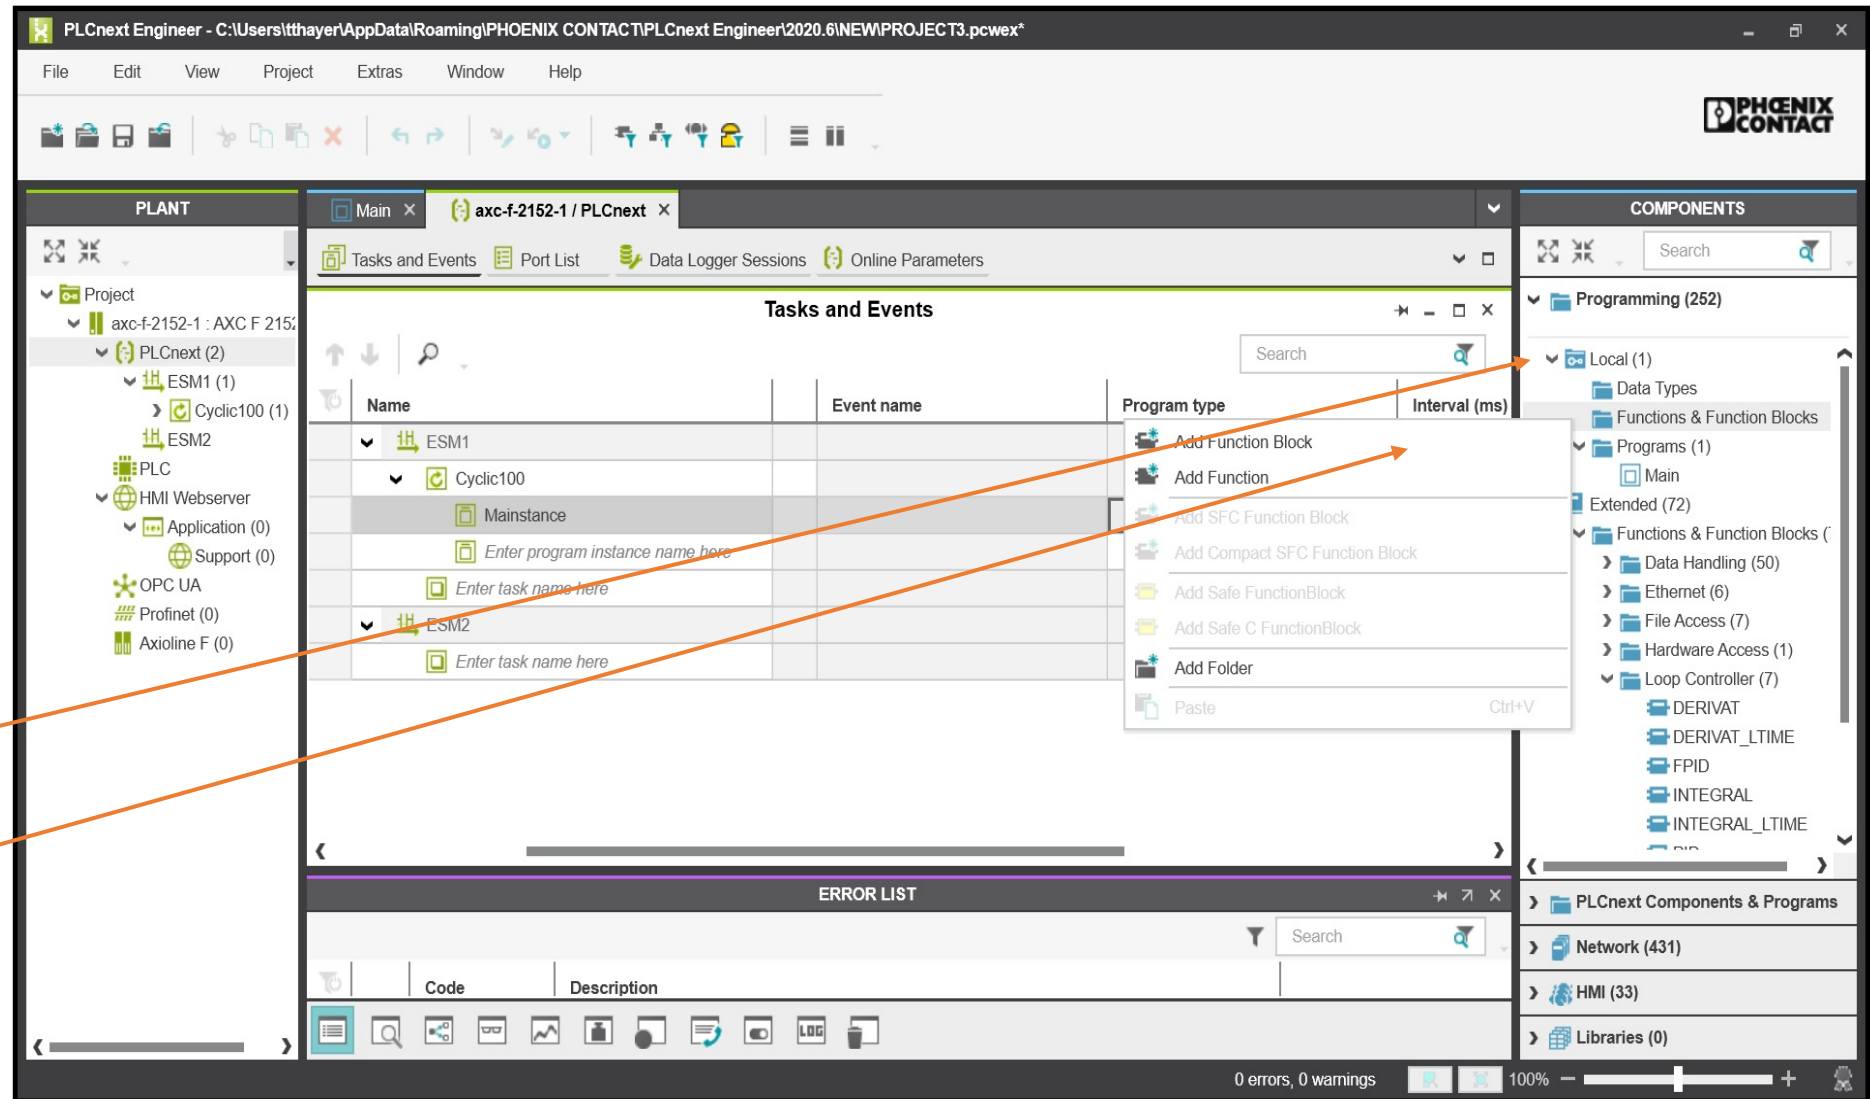 PLCnext Engineer - C:\Users\tthayer\AppData\Roaming\PHOENIX CONTACT\PLCnext Engineer\2020.6\NEW\PROJECT3.pcwex*
File Edit View Project Extras Window Help
PHŒNIX
CONTACT
PLANT
Project
axc-f-2152-1 : AXC F 2152
PLCnext (2)
ESM1 (1)
Cyclic100 (1)
ESM2
PLC
HMI Webserver
Application (0)
Support (0)
OPC UA
Profinet (0)
Axioline F (0)
Main
axc-f-2152-1 / PLCnext
Tasks and Events Port List Data Logger Sessions Online Parameters
Tasks and Events
Search
Name Event name Program type Interval (ms)
ESM1
Cyclic100
Mainstance
Enter program instance name here
Enter task name here
ESM2
Enter task name here
Add Function Block
Add Function
Add SFC Function Block
Add Compact SFC Function Block
Add Safe FunctionBlock
Add Safe C FunctionBlock
Add Folder
Paste Ctrl+V
ERROR LIST
Search
Code Description
LOG
COMPONENTS
Search
Programming (252)
Local (1)
Data Types
Functions & Function Blocks
Programs (1)
Main
Extended (72)
Functions & Function Blocks (
Data Handling (50)
Ethernet (6)
File Access (7)
Hardware Access (1)
Loop Controller (7)
DERIVAT
DERIVAT_LTIME
FPID
INTEGRAL
INTEGRAL_LTIME
PLCnext Components & Programs
Network (431)
HMI (33)
Libraries (0)
0 errors, 0 warnings 100%